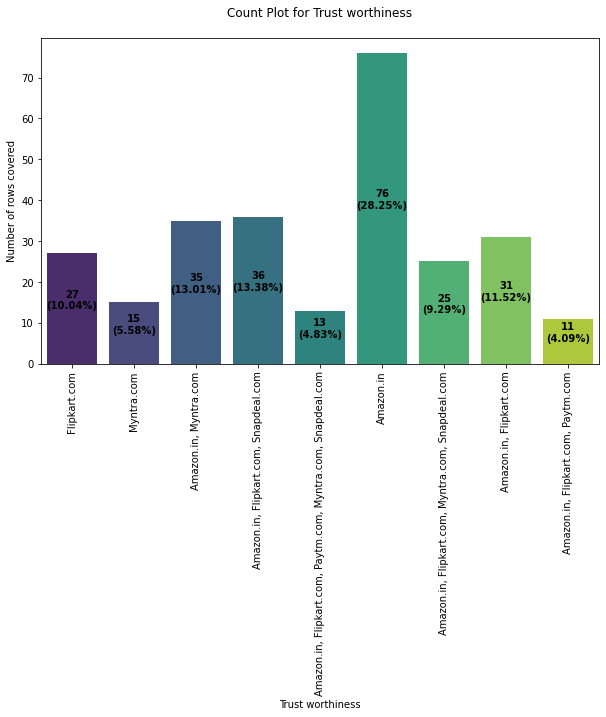 Count Plot for Trust worthiness
Number of rows covered
70
60
50
40
30
20
10
0
27
(10.04%)
15
(5.58%)
35
(13.01%)
36
(13.38%)
13
(4.83%)
76
(28.25%)
25
(9.29%)
31
(11.52%)
11
(4.09%)
Flipkart.com
Myntra.com
Amazon.in, Myntra.com
Amazon.in, Flipkart.com, Snapdeal.com
Amazon.in, Flipkart.com, Paytm.com, Myntra.com, Snapdeal.com
Amazon.in
Amazon.in, Flipkart.com, Myntra.com, Snapdeal.com
Amazon.in, Flipkart.com
Amazon.in, Flipkart.com, Paytm.com
Trust worthiness